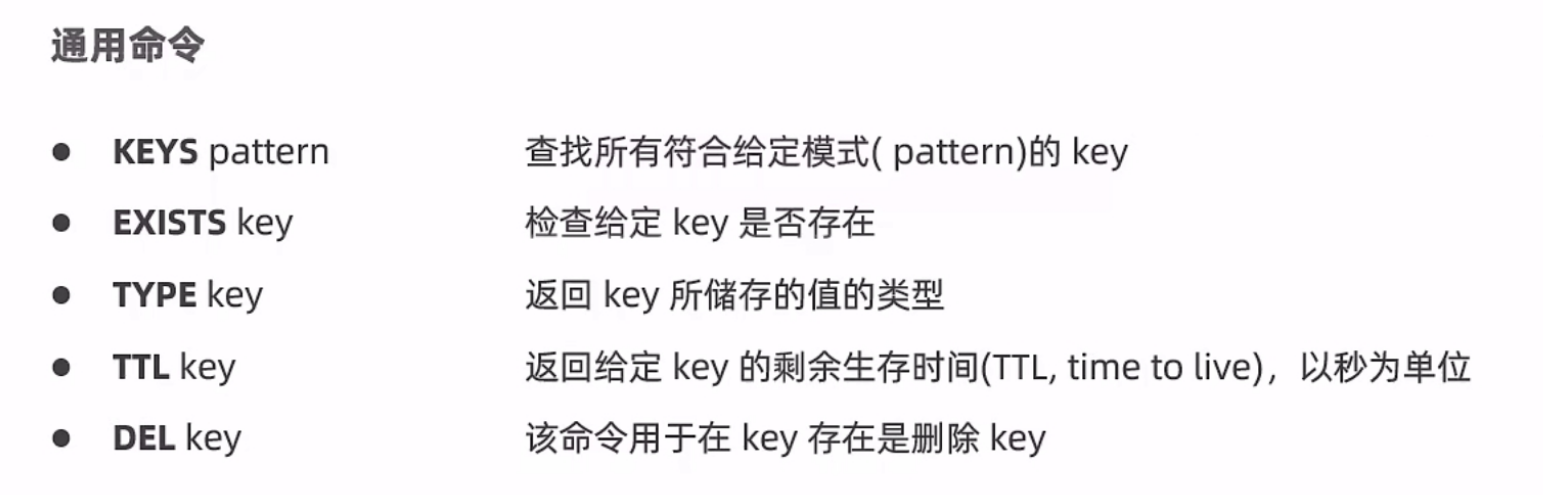 通用命令
● KEYS pattern 查找所有符合给定模式( pattern)的 key
● EXISTS key 检查给定 key 是否存在
● TYPE key 返回 key 所储存的值的类型
● TTL key 返回给定 key 的剩余生存时间(TTL, time to live)，以秒为单位
● DEL key 该命令用于在 key 存在是删除 key